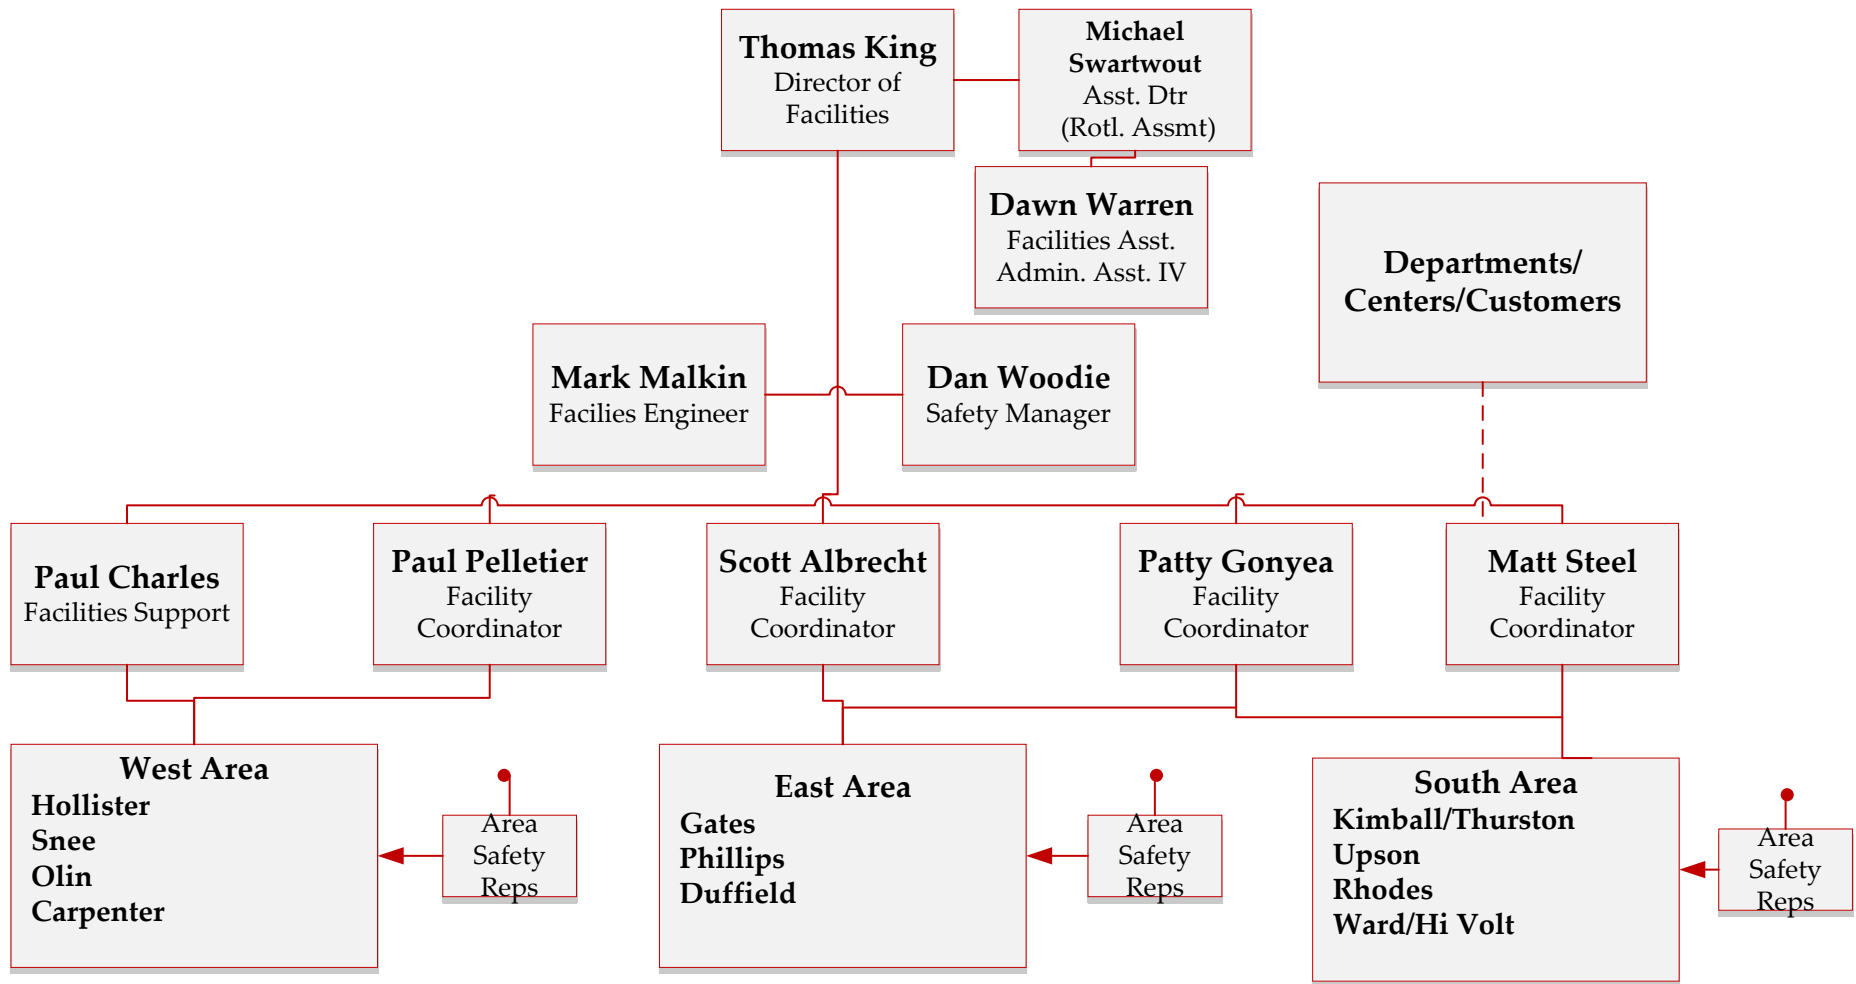 Thomas King
Director of
Facilities
Michael
Swartwout
Asst. Dtr
(Rotl. Assmt)
Dawn Warren
Facilities Asst.
Admin. Asst. IV
Departments/
Centers/Customers
Mark Malkin
Facilies Engineer
Dan Woodie
Safety Manager
Paul Charles
Facilities Support
Paul Pelletier
Facility
Coordinator
Scott Albrecht
Facility
Coordinator
Patty Gonyea
Facility
Coordinator
Matt Steel
Facility
Coordinator
West Area
Hollister
Snee
Olin
Carpenter
Area
Safety
Reps
East Area
Gates
Phillips
Duffield
Area
Safety
Reps
South Area
Kimball/Thurston
Upson
Rhodes
Ward/Hi Volt
Area
Safety
Reps